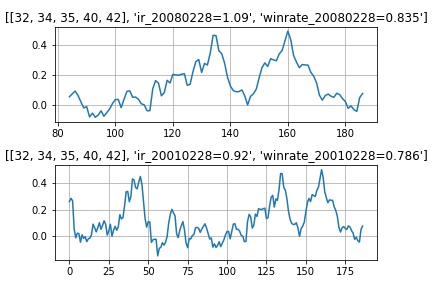 [[32, 34, 35, 40, 42], 'ir_20080228=1.09', 'winrate_20080228=0.835']
0.4
0.2
0.0
80 100 120 140 160 180
[[32, 34, 35, 40, 42], 'ir_20010228=0.92', 'winrate_20010228=0.786']
0.4
0.2
0.0
0 25 50 75 100 125 150 175